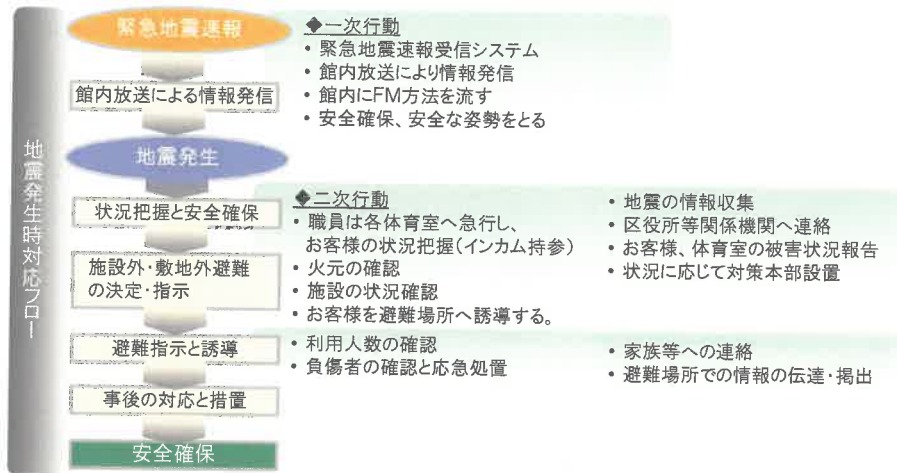 地震発生時対応フロー
緊急地震速報
館内放送による情報発信
地震発生
状況把握と安全確保
施設外・敷地外避難
の決定・指示
避難指示と誘導
事後の対応と措置
安全確保
◆一次行動
• 緊急地震速報受信システム
• 館内放送により情報発信
• 館内にFM方法を流す
• 安全確保、安全な姿勢をとる
◆二次行動
• 職員は各体育室へ急行し、
お客様の状況把握(インカム持参)
• 火元の確認
• 施設の状況確認
• お客様を避難場所へ誘導する。
• 利用人数の確認
• 負傷者の確認と応急処置
• 地震の情報収集
• 区役所等関係機関へ連絡
• お客様、体育室の被害状況報告
• 状況に応じて対策本部設置
• 家族等への連絡
• 避難場所での情報の伝達・掲出